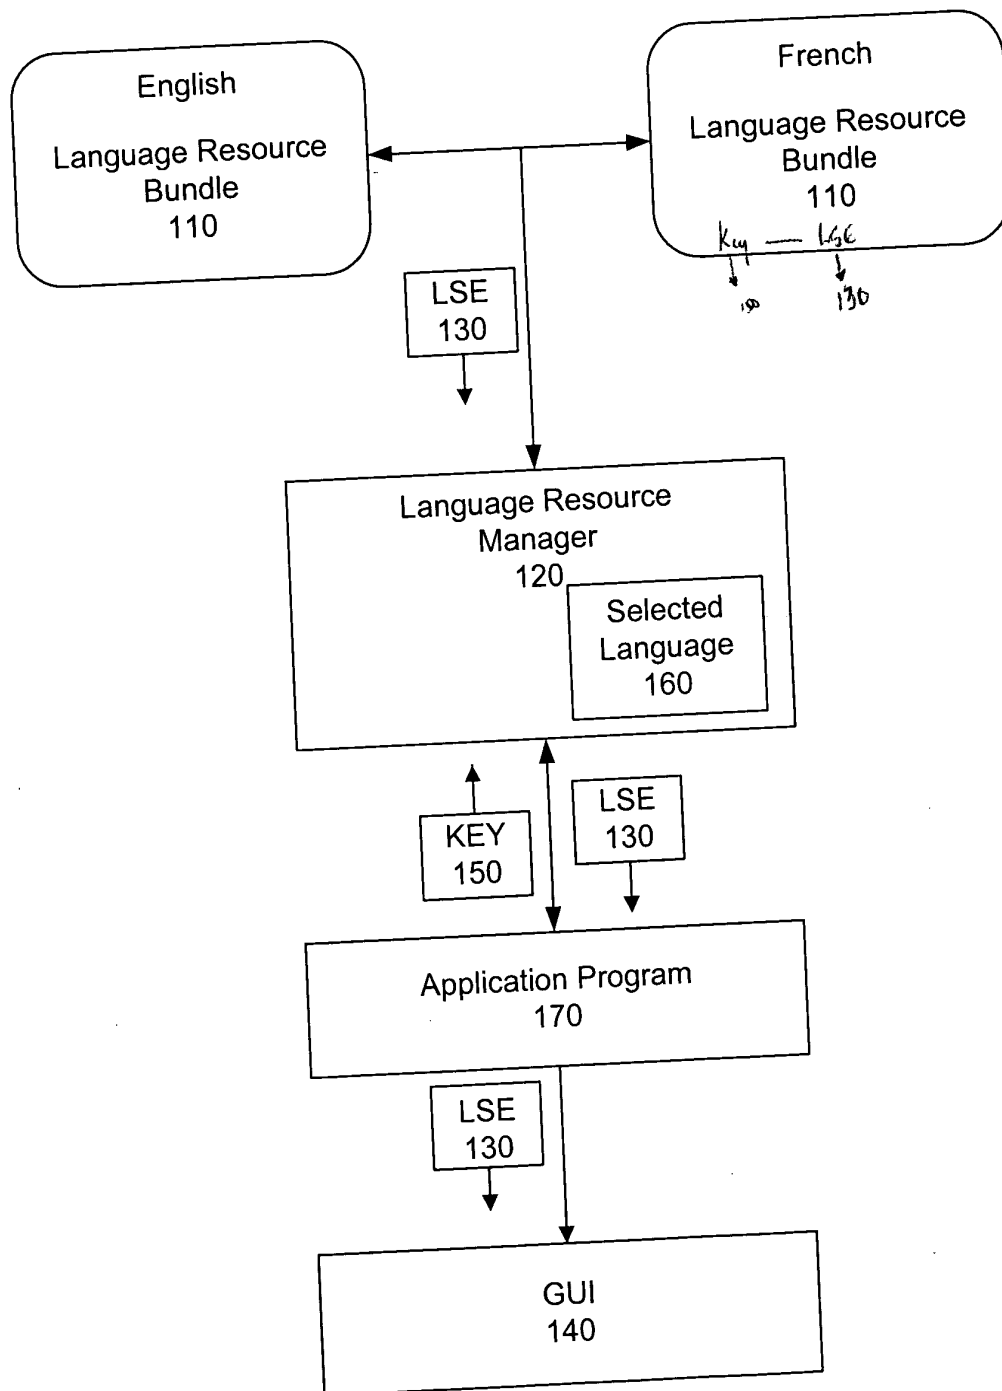 English
Language Resource
Bundle
110
French
Language Resource
Bundle
110
Key — LSE
130
LSE
130
Language Resource
Manager
120
Selected
Language
160
KEY
150
LSE
130
Application Program
170
LSE
130
GUI
140